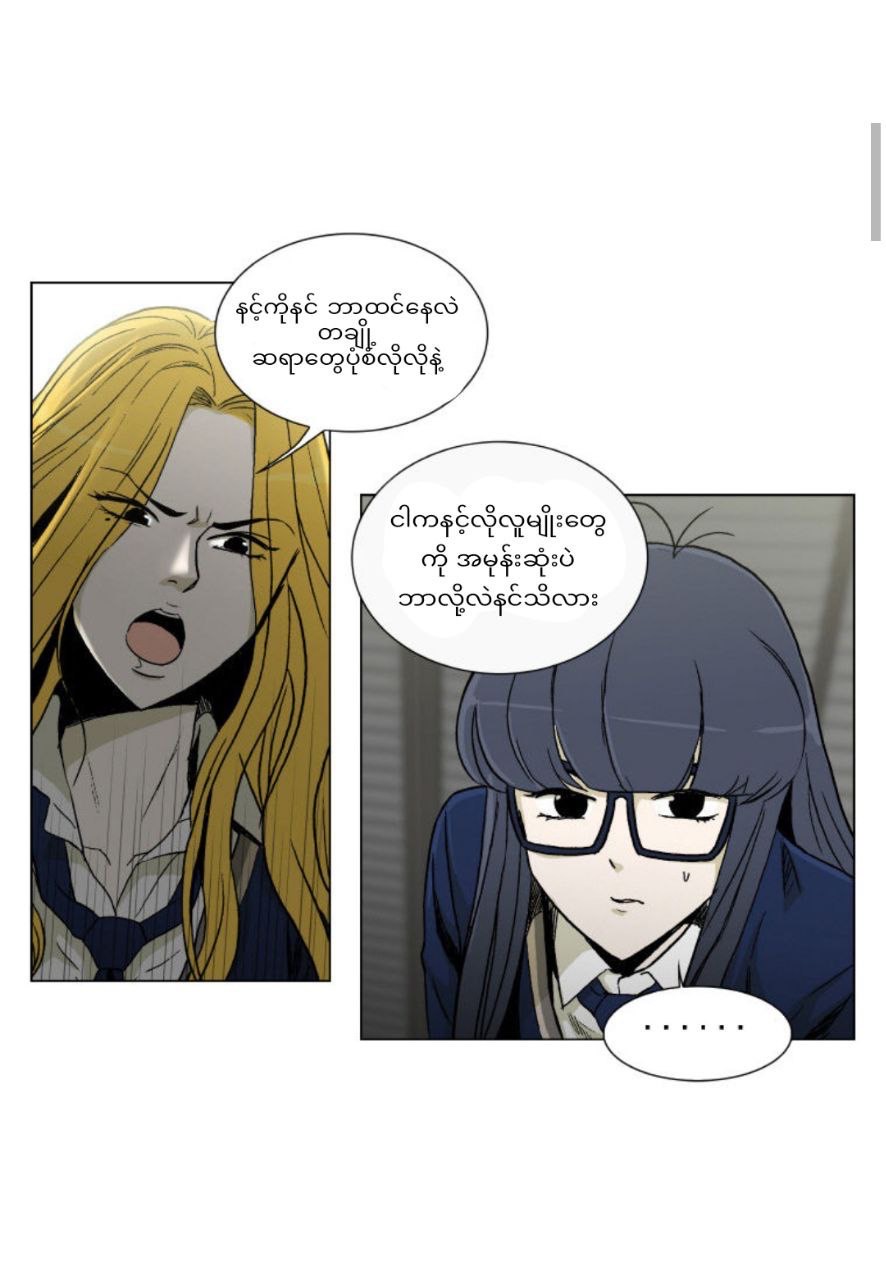 နင့်ကိုနင် ဘာထင်နေလဲ
တချို့
ဆရာတွေပုံစံလိုလိုနဲ့
ငါကနင့်လိုလူမျိုးတွေ
ကို အမုန်းဆုံးပဲ
ဘာလို့လဲနင်သိလား
......